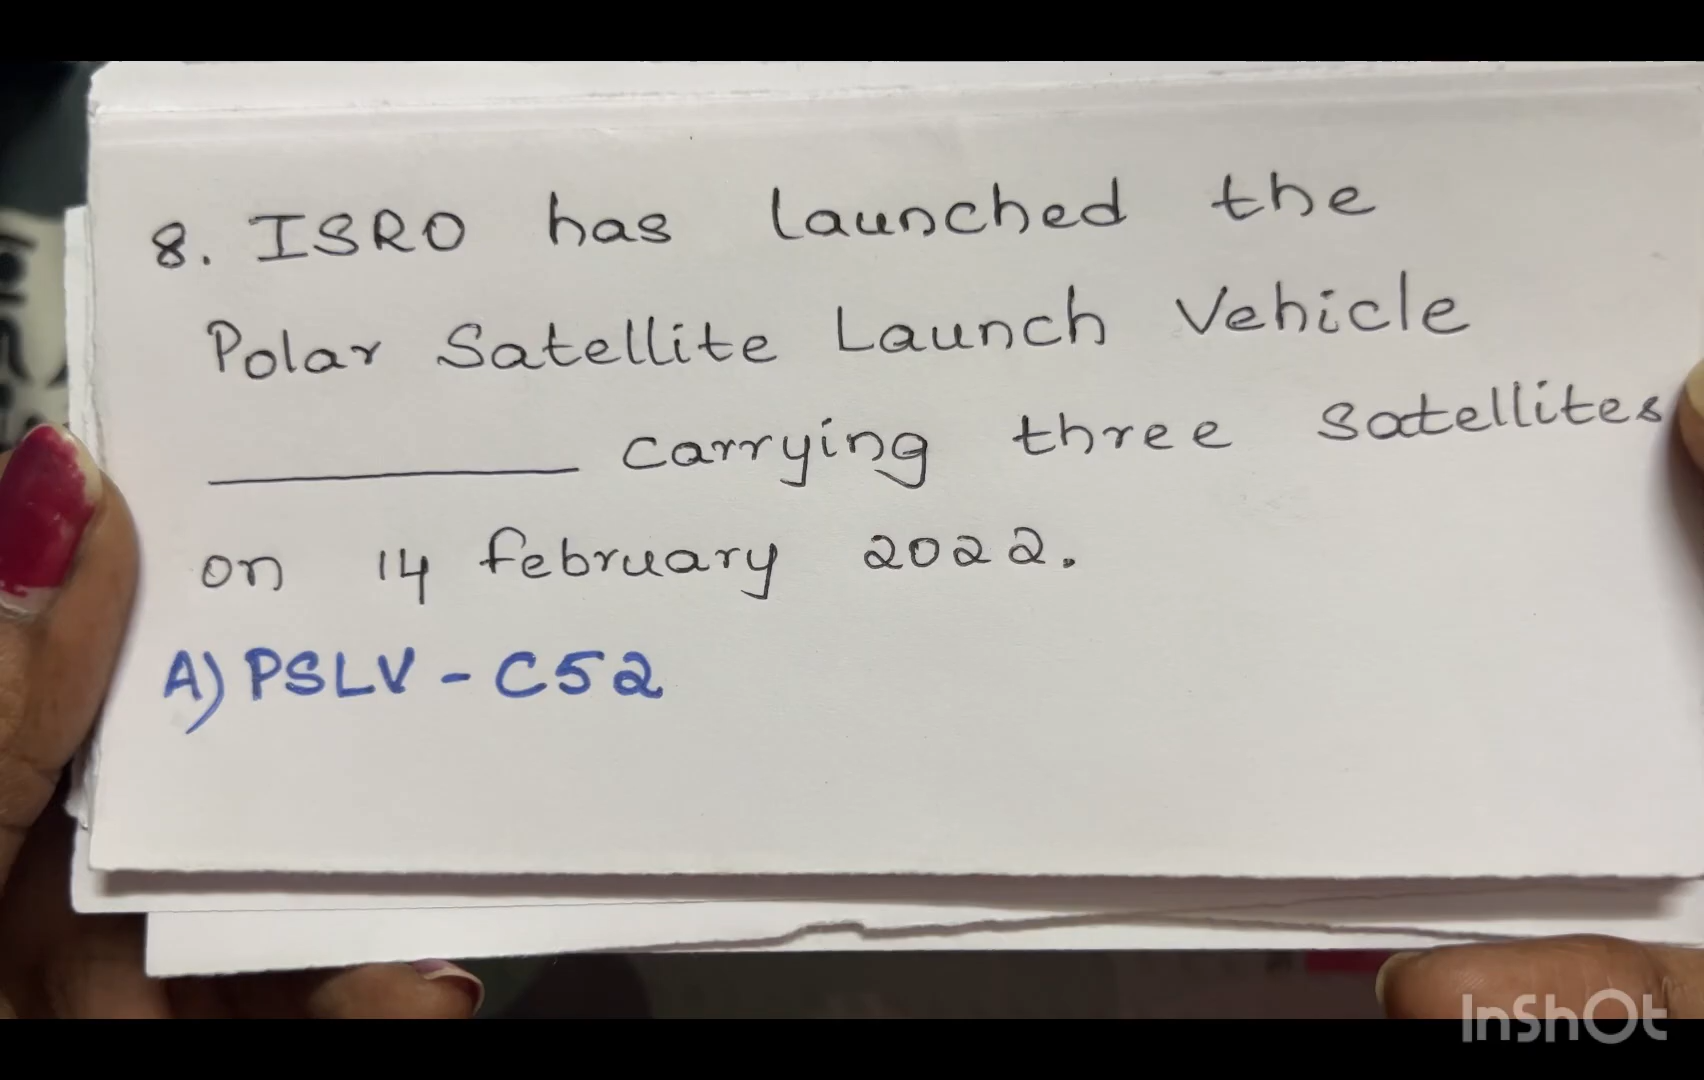 8. ISRO has launched the
Polar Satellite Launch Vehicle
__________ carrying three satellites
on 14 february 2022.
A) PSLV - C52
InShOt